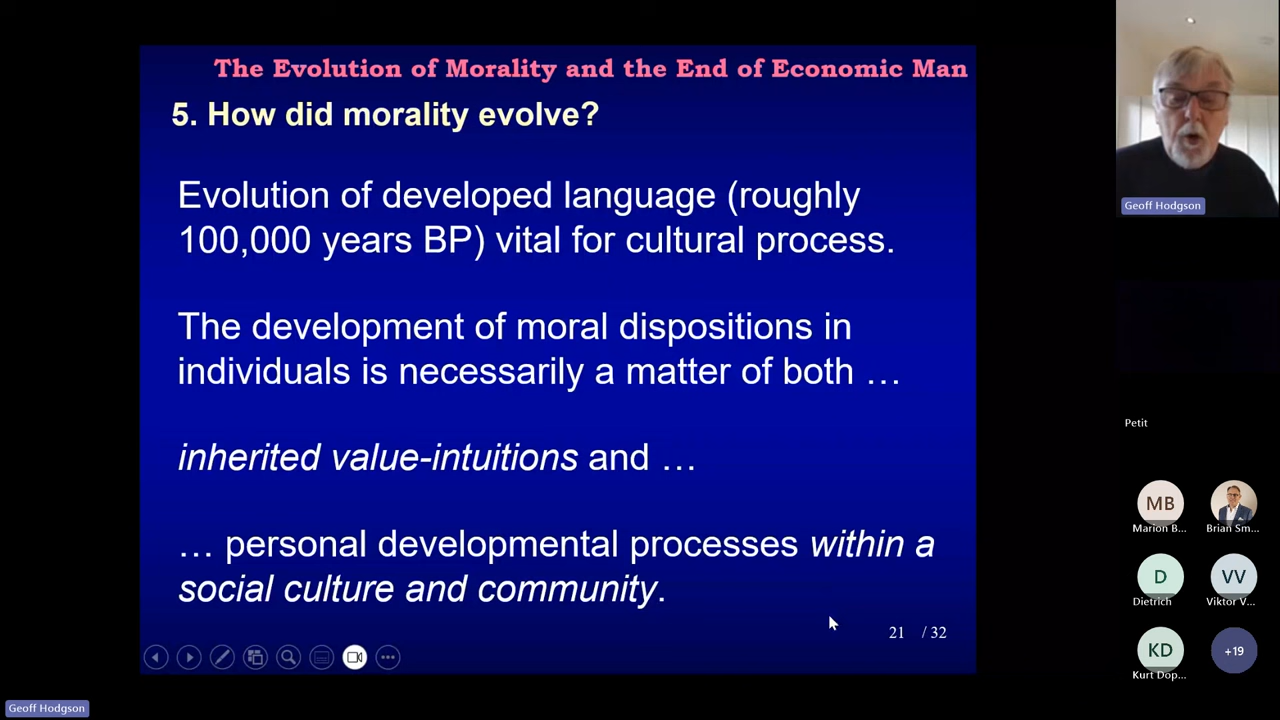 The Evolution of Morality and the End of Economic Man
5. How did morality evolve?
Evolution of developed language (roughly
100,000 years BP) vital for cultural process.
The development of moral dispositions in
individuals is necessarily a matter of both …
inherited value-intuitions and …
… personal developmental processes within a
social culture and community.
21 / 32
Geoff Hodgson
Petit
MB
Marion B...
Brian Sm...
D
VV
Dietrich
Viktor V...
KD
+19
Kurt Dop...
Geoff Hodgson